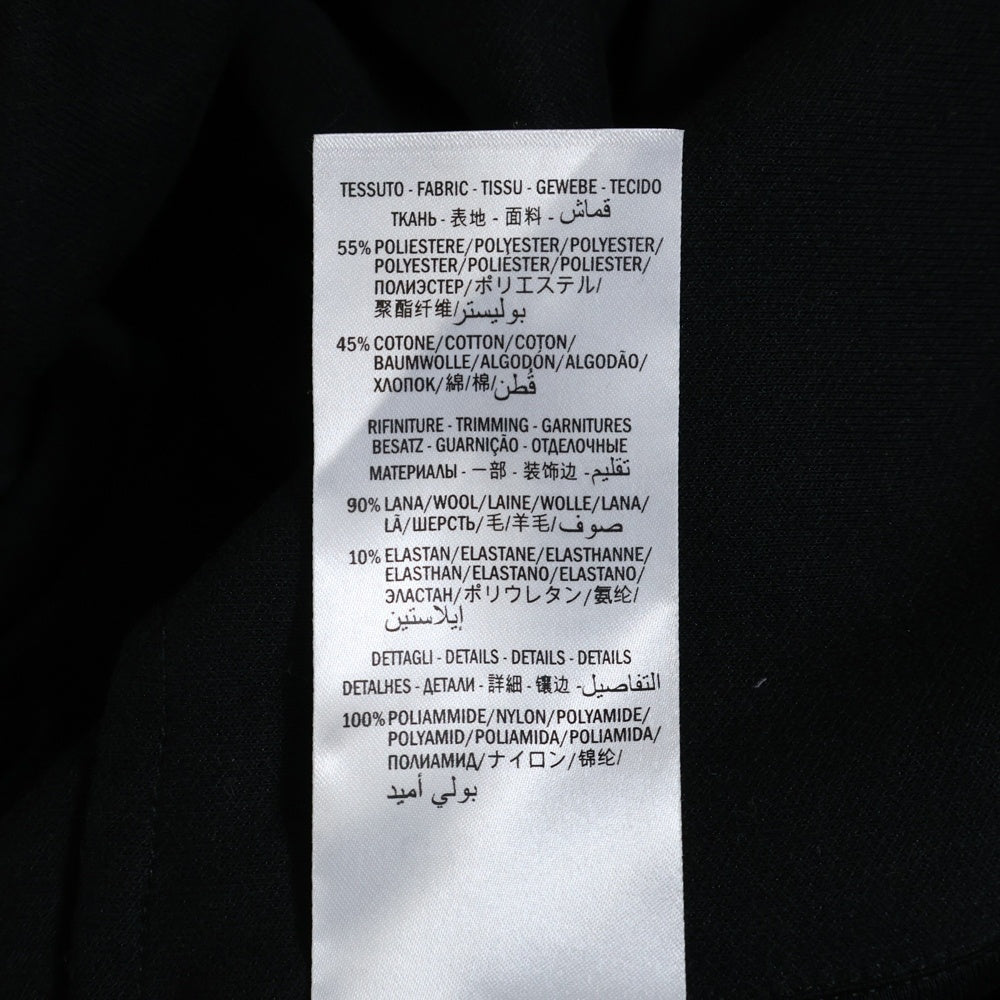 TESSUTO - FABRIC - TISSU - GEWEBE - TECIDO
ТКАНЬ - 表地 - 面料 - قماش
55% POLIESTERE/POLYESTER/POLYESTER/
POLYESTER/POLIÉSTER/POLIESTER/
ПОЛИЭСТЕР/ポリエステル/
聚酯纤维/بوليستر
45% COTONE/COTTON/COTON/
BAUMWOLLE/ALGODÓN/ALGODÃO/
ХЛОПОК/綿/棉/قُطن
RIFINITURE - TRIMMING - GARNITURES
BESATZ - GUARNIÇÃO - ОТДЕЛОЧНЫЕ
МАТЕРИАЛЫ - 一部 - 装饰边 - تقليم
90% LANA/WOOL/LAINE/WOLLE/LANA/
LÃ/ШЕРСТЬ/毛/羊毛/صوف
10% ELASTAN/ELASTANE/ELASTHANNE/
ELASTHAN/ELASTANO/ELASTANO/
ЭЛАСТАН/ポリウレタン/氨纶/
إيلاستين
DETTAGLI - DETAILS - DETAILS - DETAILS
DETALHES - ДЕТАЛИ - 詳細 - 镶边 - التفاصيل
100% POLIAMMIDE/NYLON/POLYAMIDE/
POLYAMID/POLIAMIDA/POLIAMIDA/
ПОЛИАМИД/ナイロン/锦纶/
بولي أميد